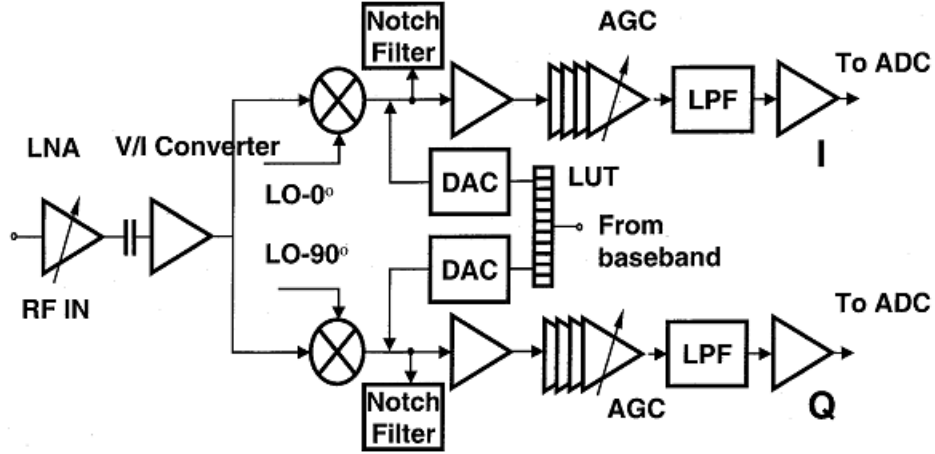 Notch
Filter
AGC
To ADC
LPF
I
LNA
V/I Converter
LO-0°
DAC
LUT
From
baseband
LO-90°
DAC
RF IN
To ADC
LPF
AGC
Q
Notch
Filter